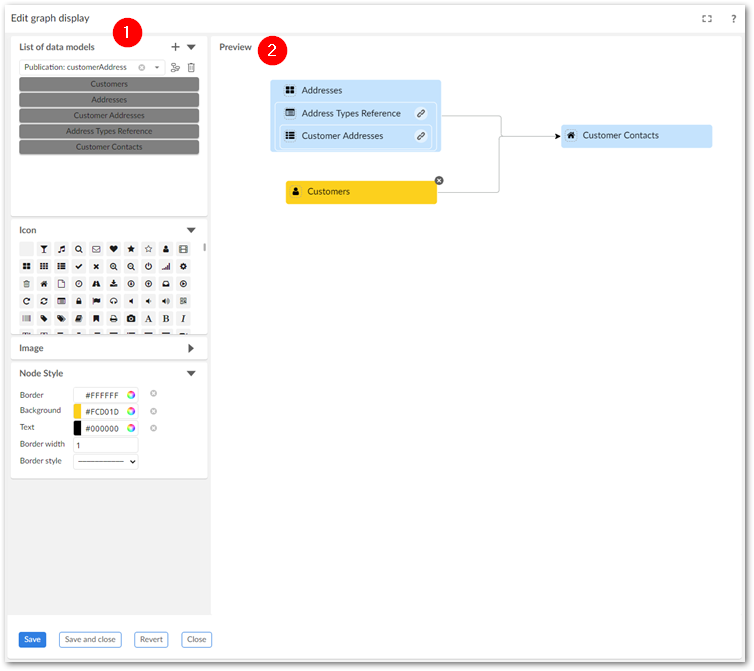 Edit graph display
?
1
List of data models
2
Preview
Publication: customerAddress
Customers
Addresses
Customer Addresses
Address Types Reference
Customer Contacts
Addresses
Address Types Reference
Customer Addresses
Customer Contacts
Customers
Icon
A B I
Image
Node Style
Border #FFFFFF
Background #FCD01D
Text #000000
Border width 1
Border style
Save Save and close Revert Close